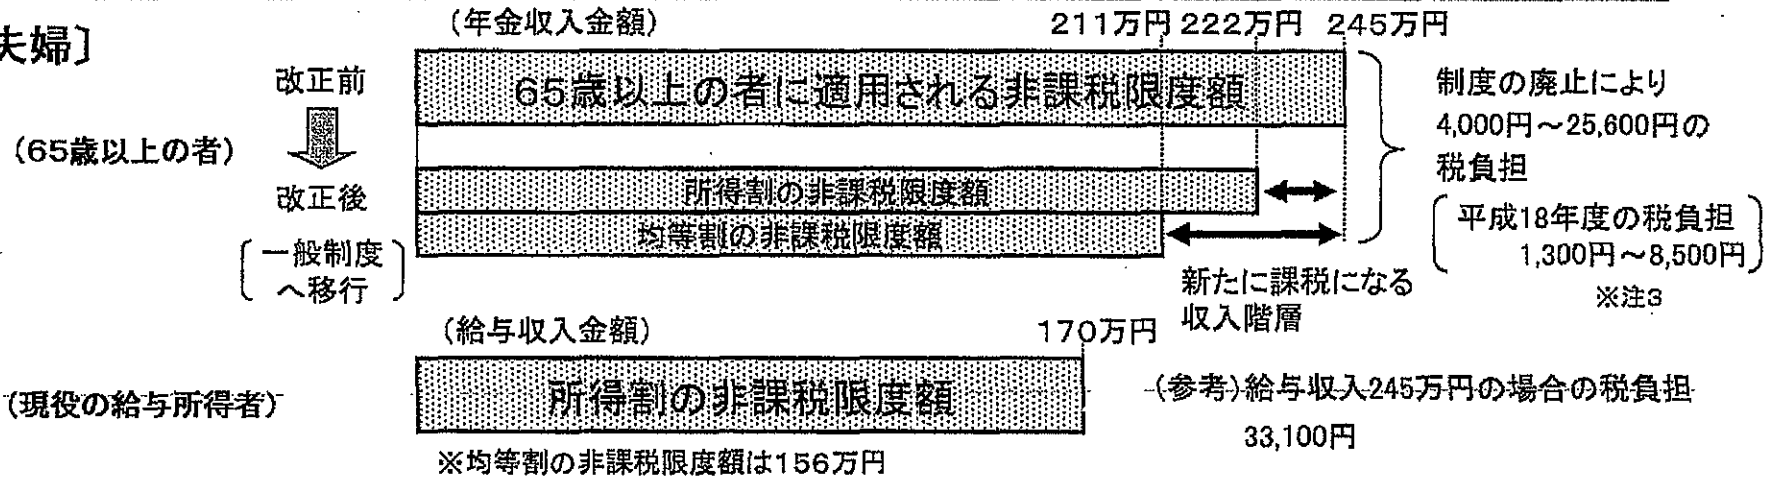 夫婦〕
(年金収入金額)
211万円 222万円 245万円
改正前
65歳以上の者に適用される非課税限度額
(65歳以上の者)
改正後
所得割の非課税限度額
均等割の非課税限度額
一般制度
へ移行
制度の廃止により
4,000円～25,600円の
税負担
平成18年度の税負担
1,300円～8,500円
※注3
新たに課税になる
収入階層
(給与収入金額)
170万円
(現役の給与所得者)
所得割の非課税限度額
(参考)給与収入245万円の場合の税負担
33,100円
※均等割の非課税限度額は156万円